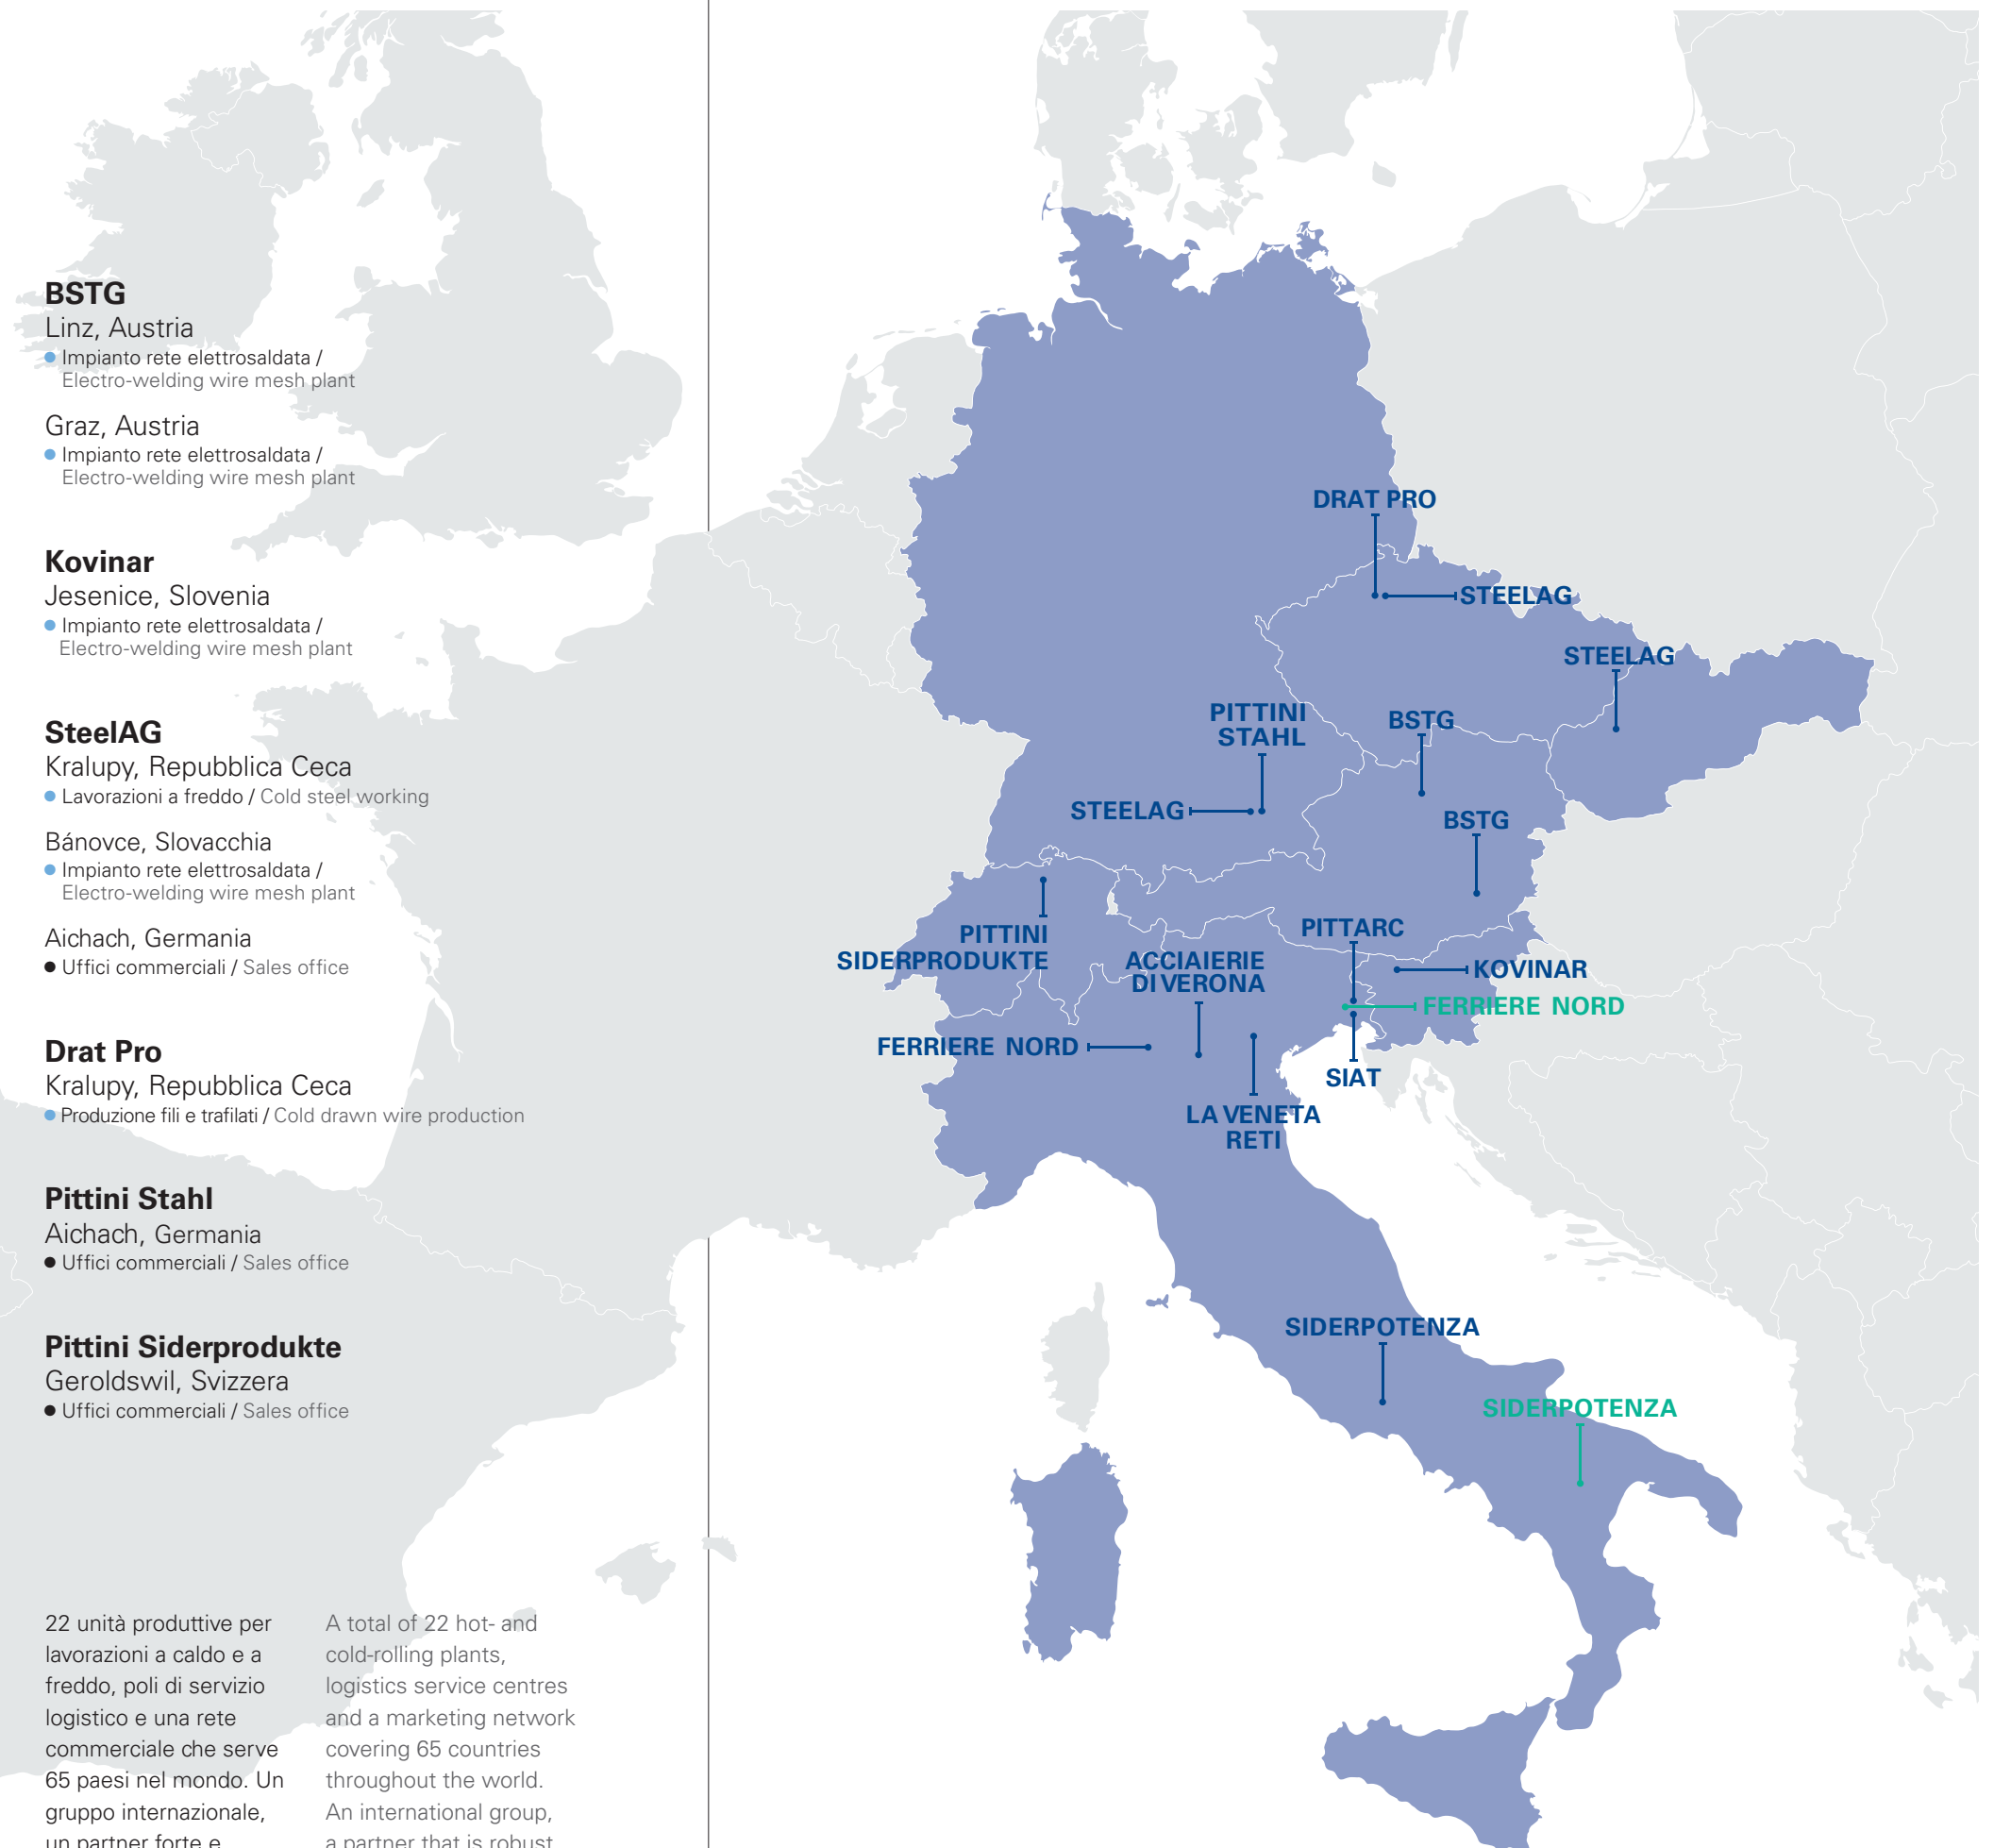 BSTG
Linz, Austria
Impianto rete elettrosaldata /
Electro-welding wire mesh plant
Graz, Austria
Impianto rete elettrosaldata /
Electro-welding wire mesh plant
Kovinar
Jesenice, Slovenia
Impianto rete elettrosaldata /
Electro-welding wire mesh plant
SteelAG
Kralupy, Repubblica Ceca
Lavorazioni a freddo / Cold steel working
Bánovce, Slovacchia
Impianto rete elettrosaldata /
Electro-welding wire mesh plant
Aichach, Germania
Uffici commerciali / Sales office
Drat Pro
Kralupy, Repubblica Ceca
Produzione fili e trafilati / Cold drawn wire production
Pittini Stahl
Aichach, Germania
Uffici commerciali / Sales office
Pittini Siderprodukte
Geroldswil, Svizzera
Uffici commerciali / Sales office
22 unità produttive per
lavorazioni a caldo e a
freddo, poli di servizio
logistico e una rete
commerciale che serve
65 paesi nel mondo. Un
gruppo internazionale,
un partner forte e
A total of 22 hot- and
cold-rolling plants,
logistics service centres
and a marketing network
covering 65 countries
throughout the world.
An international group,
a partner that is robust
DRAT PRO
STEELAG
STEELAG
PITTINI
STAHL
BSTG
STEELAG
BSTG
PITTINI
SIDERPRODUKTE
ACCIAIERIE
DI VERONA
PITTARC
KOVINAR
FERRIERE NORD
FERRIERE NORD
SIAT
LA VENETA
RETI
SIDERPOTENZA
SIDERPOTENZA